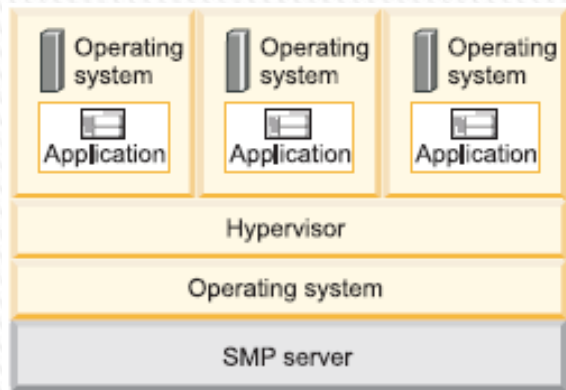 Operating
system
Application
Operating
system
Application
Operating
system
Application
Hypervisor
Operating system
SMP server